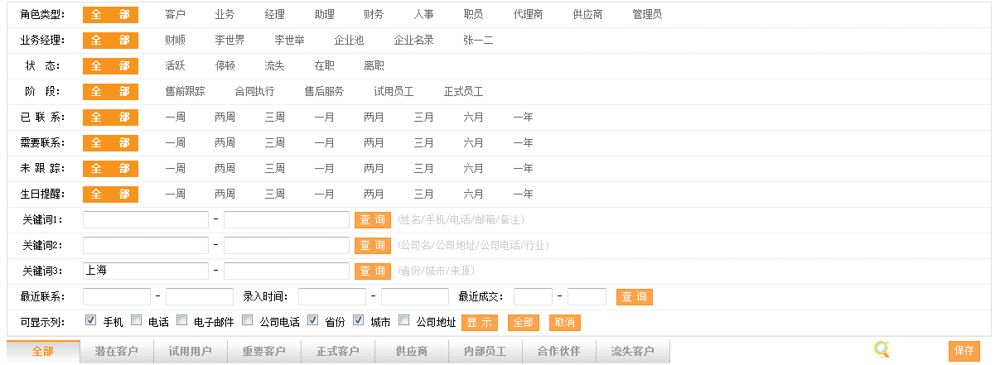 角色类型: 全 部 客户 业务 经理 助理 财务 人事 职员 代理商 供应商 管理员
业务经理: 全 部 财顺 李世界 李世举 企业池 企业名录 张一二
状 态: 全 部 活跃 停顿 流失 在职 离职
阶 段: 全 部 售前跟踪 合同执行 售后服务 试用员工 正式员工
已 联 系: 全 部 一周 两周 三周 一月 两月 三月 六月 一年
需要联系: 全 部 一周 两周 三周 一月 两月 三月 六月 一年
未 跟 踪: 全 部 一周 两周 三周 一月 两月 三月 六月 一年
生日提醒: 全 部 一周 两周 三周 一月 两月 三月 六月 一年
关键词1: - 查 询 (姓名/手机/电话/邮箱/备注)
关键词2: - 查 询 (公司名/公司地址/公司电话/行业)
关键词3: 上海 - 查 询 (省份/城市/来源)
最近联系: - 录入时间: - 最近成交: - 查 询
可显示列: 手机 电话 电子邮件 公司电话 省份 城市 公司地址 显 示 全部 取消
全部 潜在客户 试用用户 重要客户 正式客户 供应商 内部员工 合作伙伴 流失客户 保存